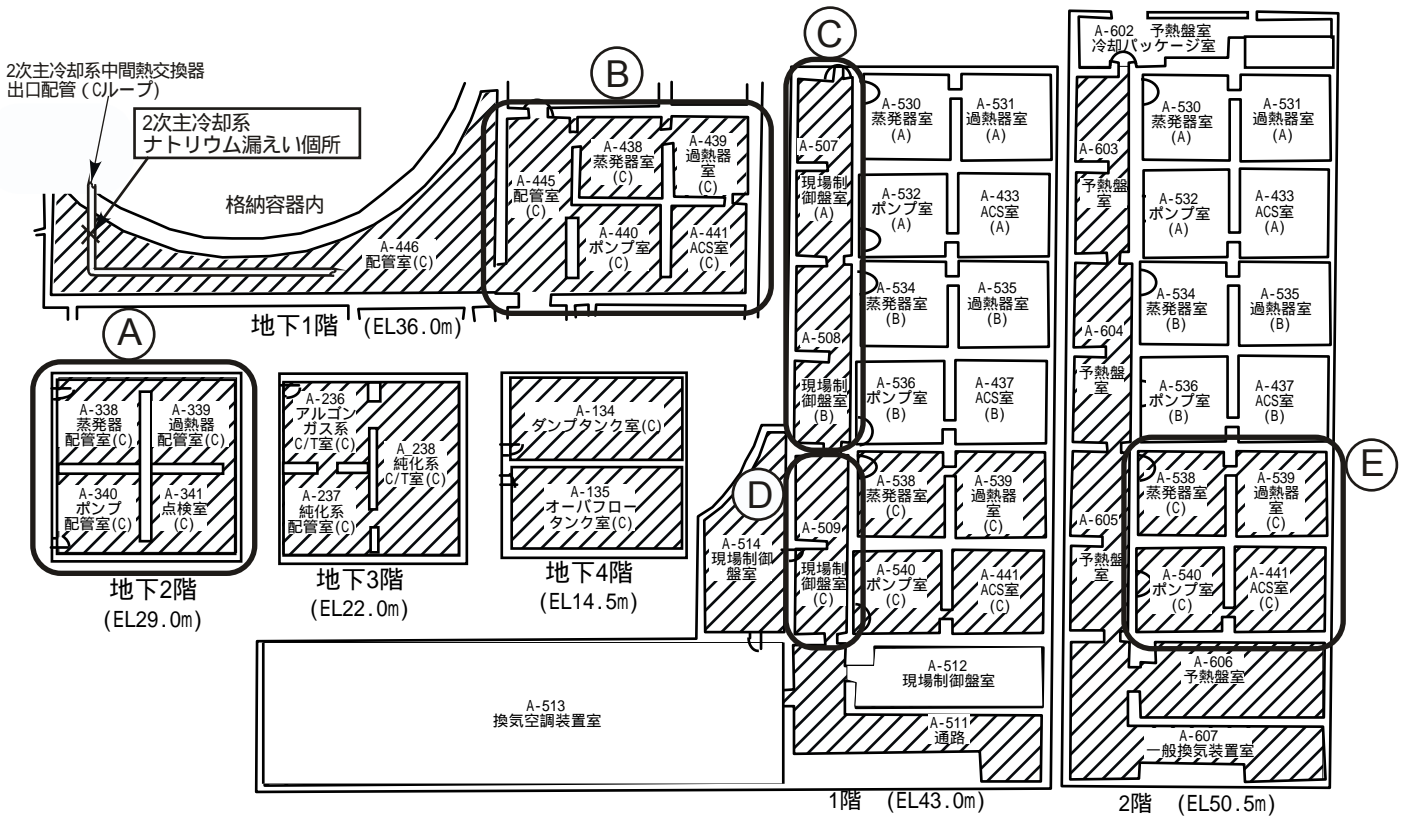 2次主冷却系中間熱交換器
出口配管(Cループ)
2次主冷却系
ナトリウム漏えい個所
格納容器内
A-446
配管室(C)
B
A-445
配管室
(C)
A-438
蒸発器室
(C)
A-439
過熱器
室
(C)
A-440
ポンプ室
(C)
A-441
ACS室
(C)
地下1階 (EL36.0m)
A
A-338
蒸発器
配管室(C)
A-339
過熱器
配管室(C)
A-340
ポンプ
配管室(C)
A-341
点検室
(C)
地下2階
(EL29.0m)
A-236
アルゴン
ガス系
C/T室(C)
A-238
純化系
C/T室(C)
A-237
純化系
配管室(C)
地下3階
(EL22.0m)
A-134
ダンプタンク室(C)
A-135
オーバフロー
タンク室(C)
地下4階
(EL14.5m)
C
A-507
現場制
御盤室
(A)
A-508
現場制
御盤室
(B)
D
A-509
現場制
御盤室
(C)
A-514
現場制御
盤室
A-530
蒸発器室
(A)
A-531
過熱器室
(A)
A-532
ポンプ室
(A)
A-433
ACS室
(A)
A-534
蒸発器室
(B)
A-535
過熱器室
(B)
A-536
ポンプ室
(B)
A-437
ACS室
(B)
A-538
蒸発器室
(C)
A-539
過熱器
室
(C)
A-540
ポンプ室
(C)
A-441
ACS室
(C)
A-512
現場制御盤室
A-513
換気空調装置室
A-511
通路
1階 (EL43.0m)
A-602 予熱盤室
冷却パッケージ室
A-603
予熱盤
室
A-604
予熱盤
室
A-605
予熱盤
室
A-530
蒸発器室
(A)
A-531
過熱器室
(A)
A-532
ポンプ室
(A)
A-433
ACS室
(A)
A-534
蒸発器室
(B)
A-535
過熱器室
(B)
A-536
ポンプ室
(B)
A-437
ACS室
(B)
E
A-538
蒸発器室
(C)
A-539
過熱器
室
(C)
A-540
ポンプ室
(C)
A-441
ACS室
(C)
A-606
予熱盤室
A-607
一般換気装置室
2階 (EL50.5m)